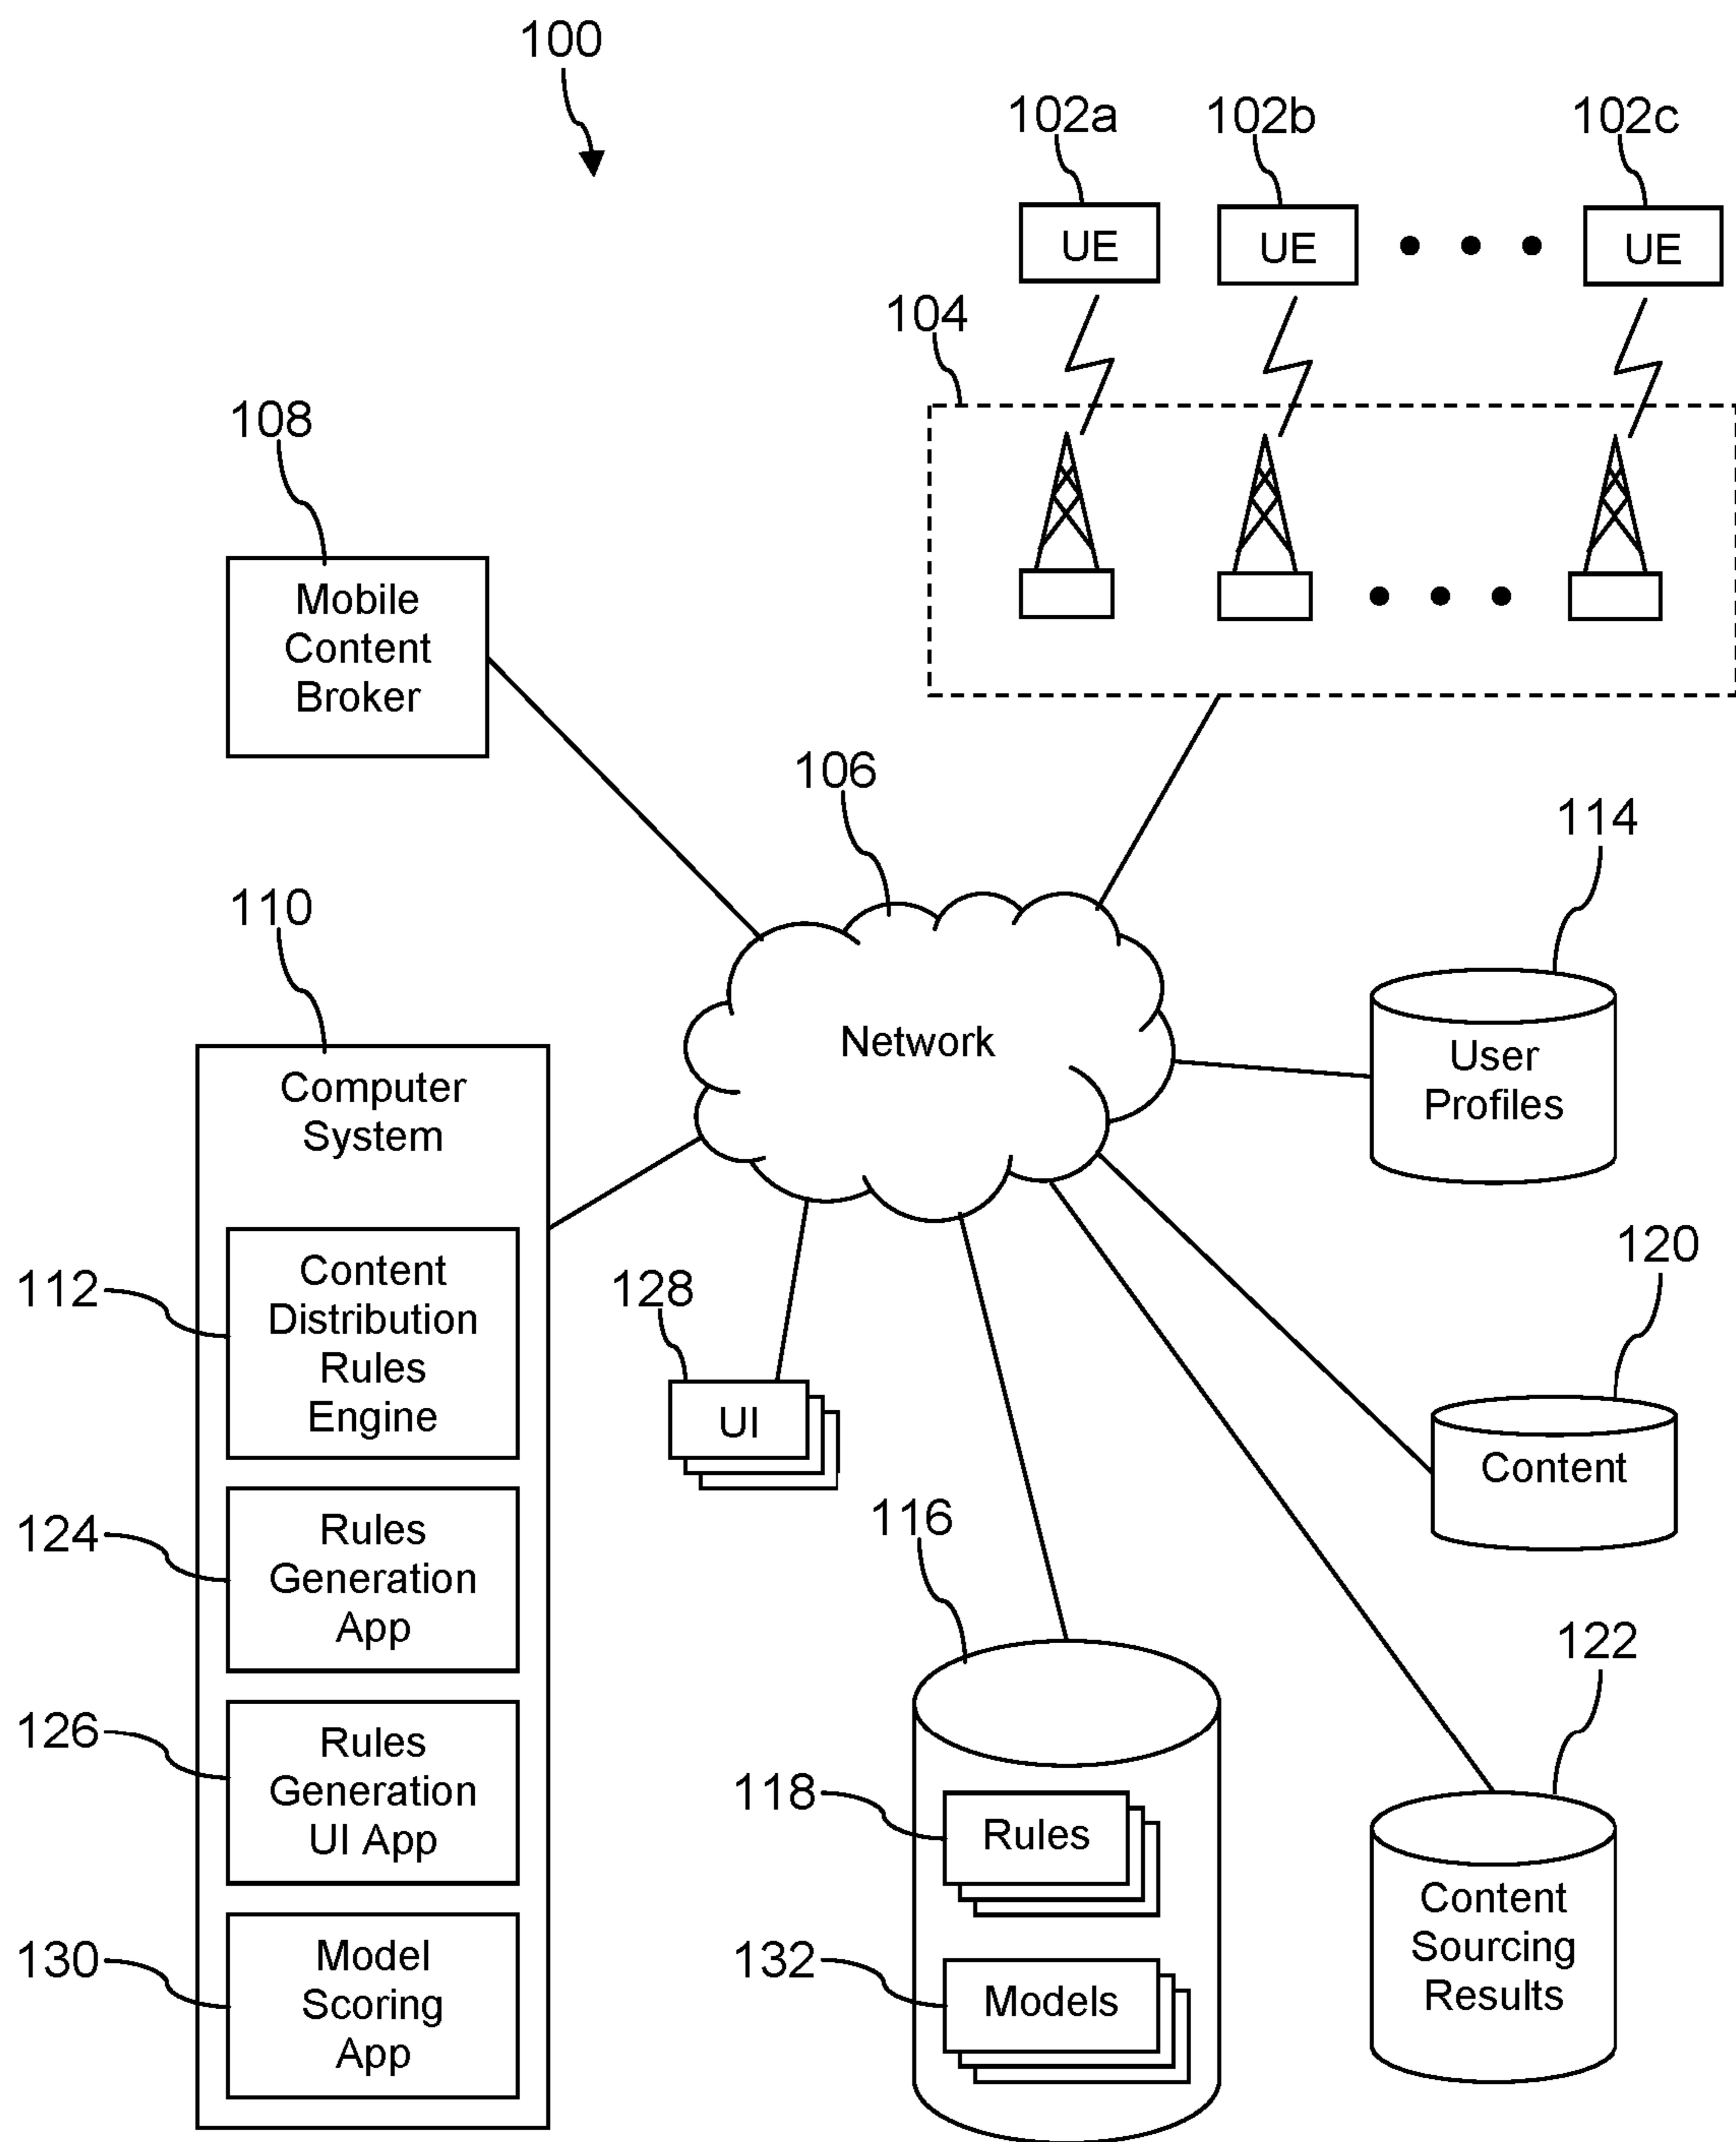 100
102a
102b
102c
UE
UE
UE
104
108
Mobile
Content
Broker
106
Network
114
User
Profiles
110
Computer
System
112
Content
Distribution
Rules
Engine
124
Rules
Generation
App
126
Rules
Generation
UI App
130
Model
Scoring
App
128
UI
120
Content
116
118
Rules
132
Models
122
Content
Sourcing
Results